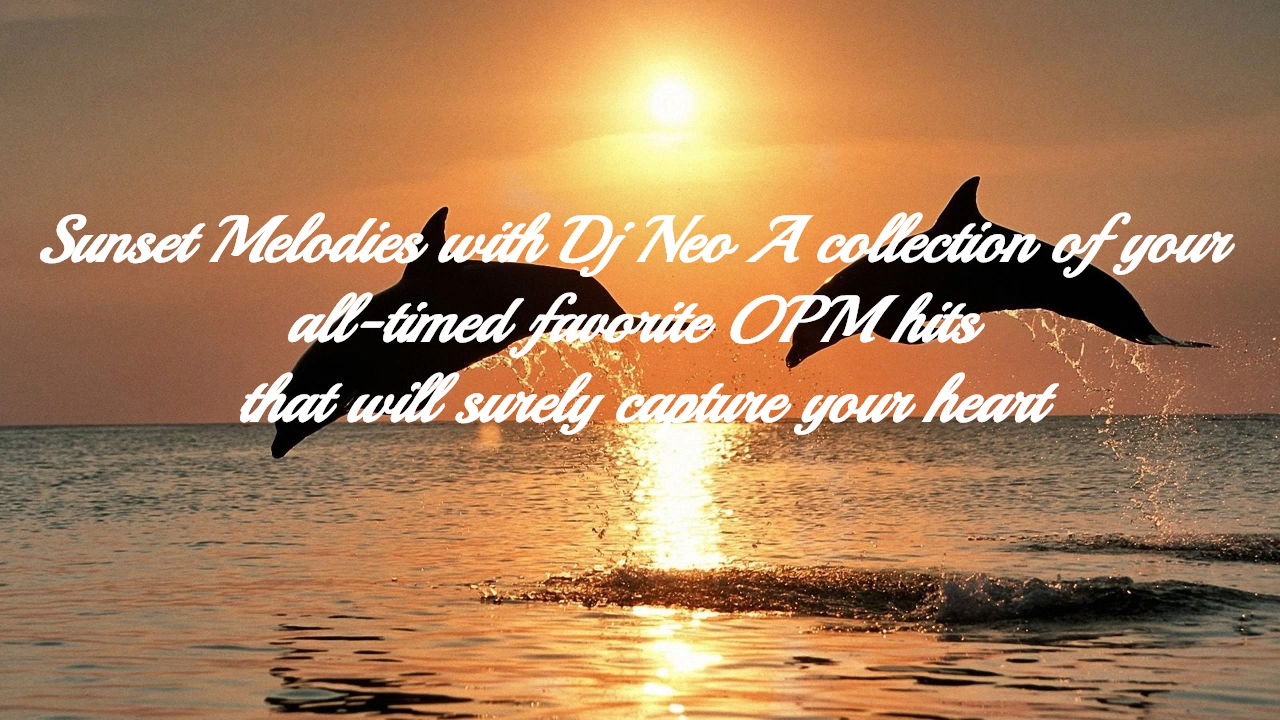 Sunset Melodies with Dj Neo A collection of your
all-timed favorite OPM hits
that will surely capture your heart